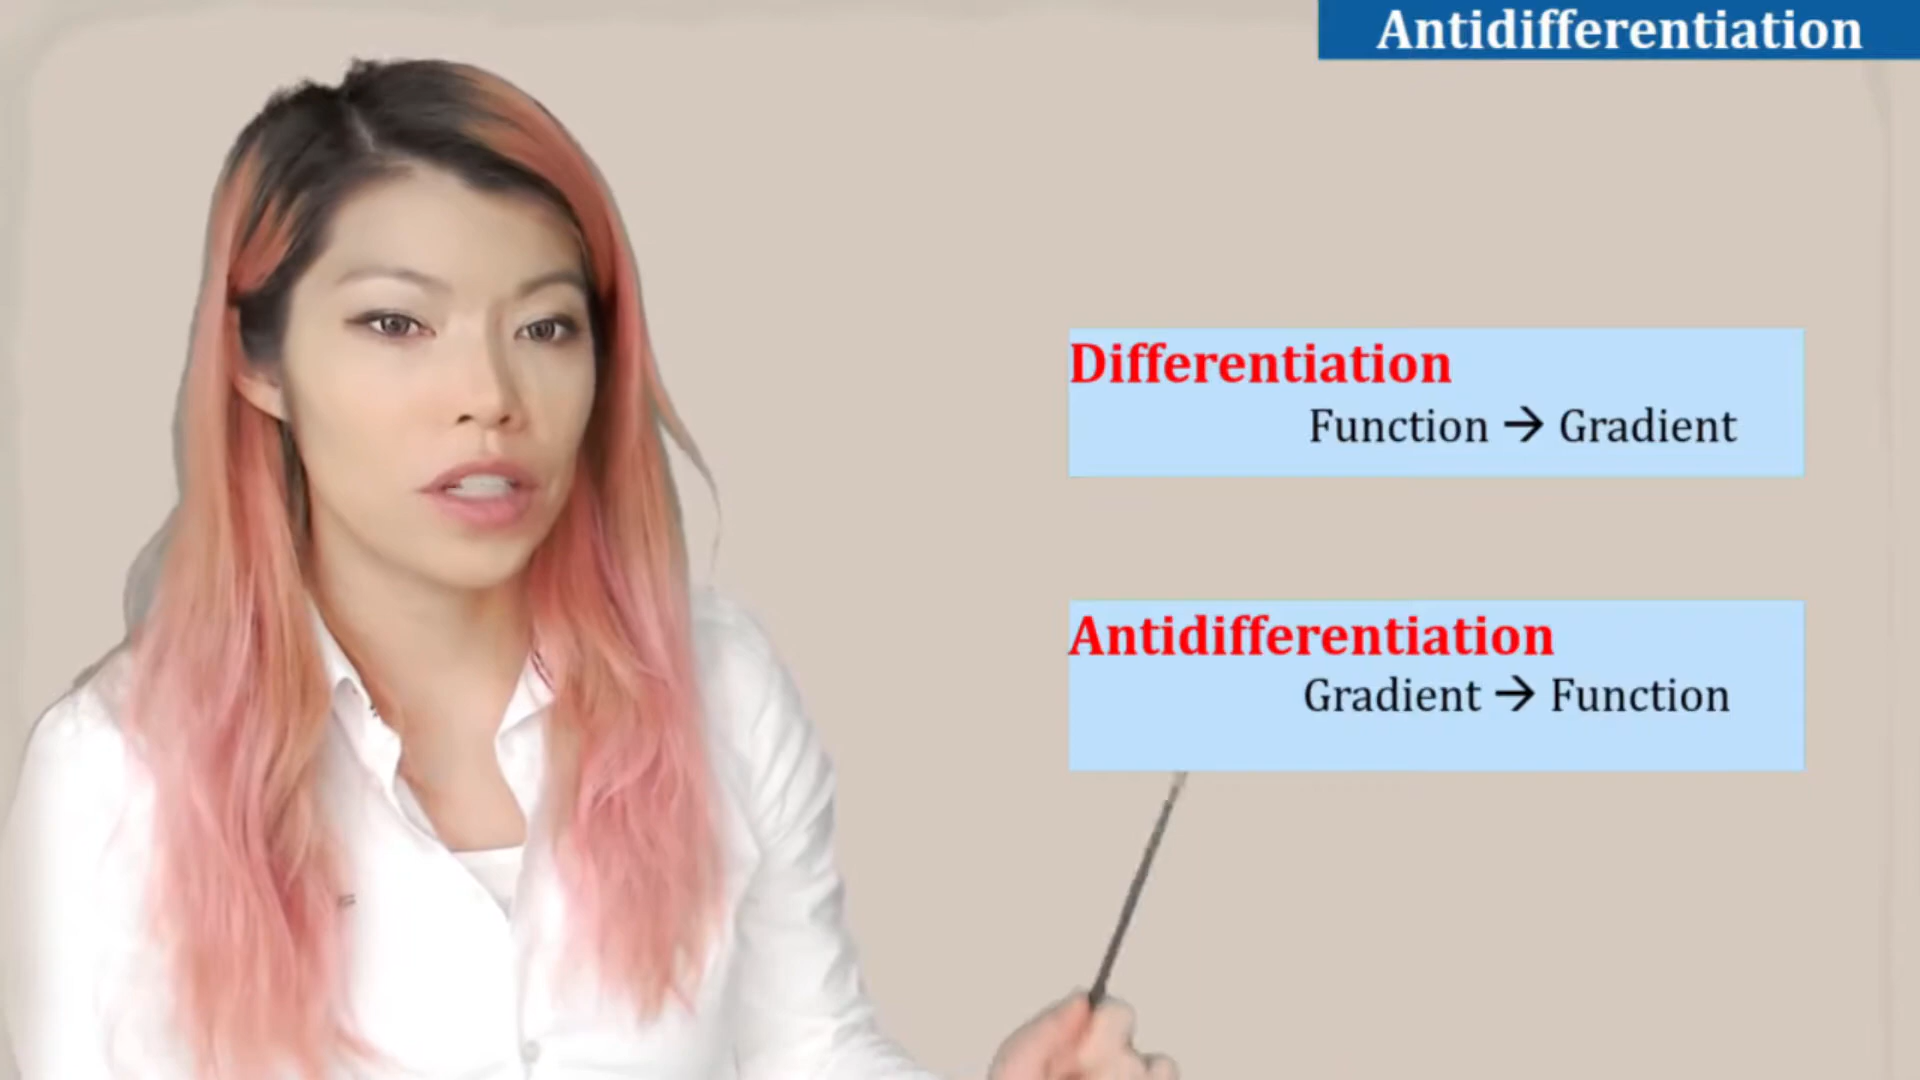 Antidifferentiation
Differentiation
Function → Gradient
Antidifferentiation
Gradient → Function